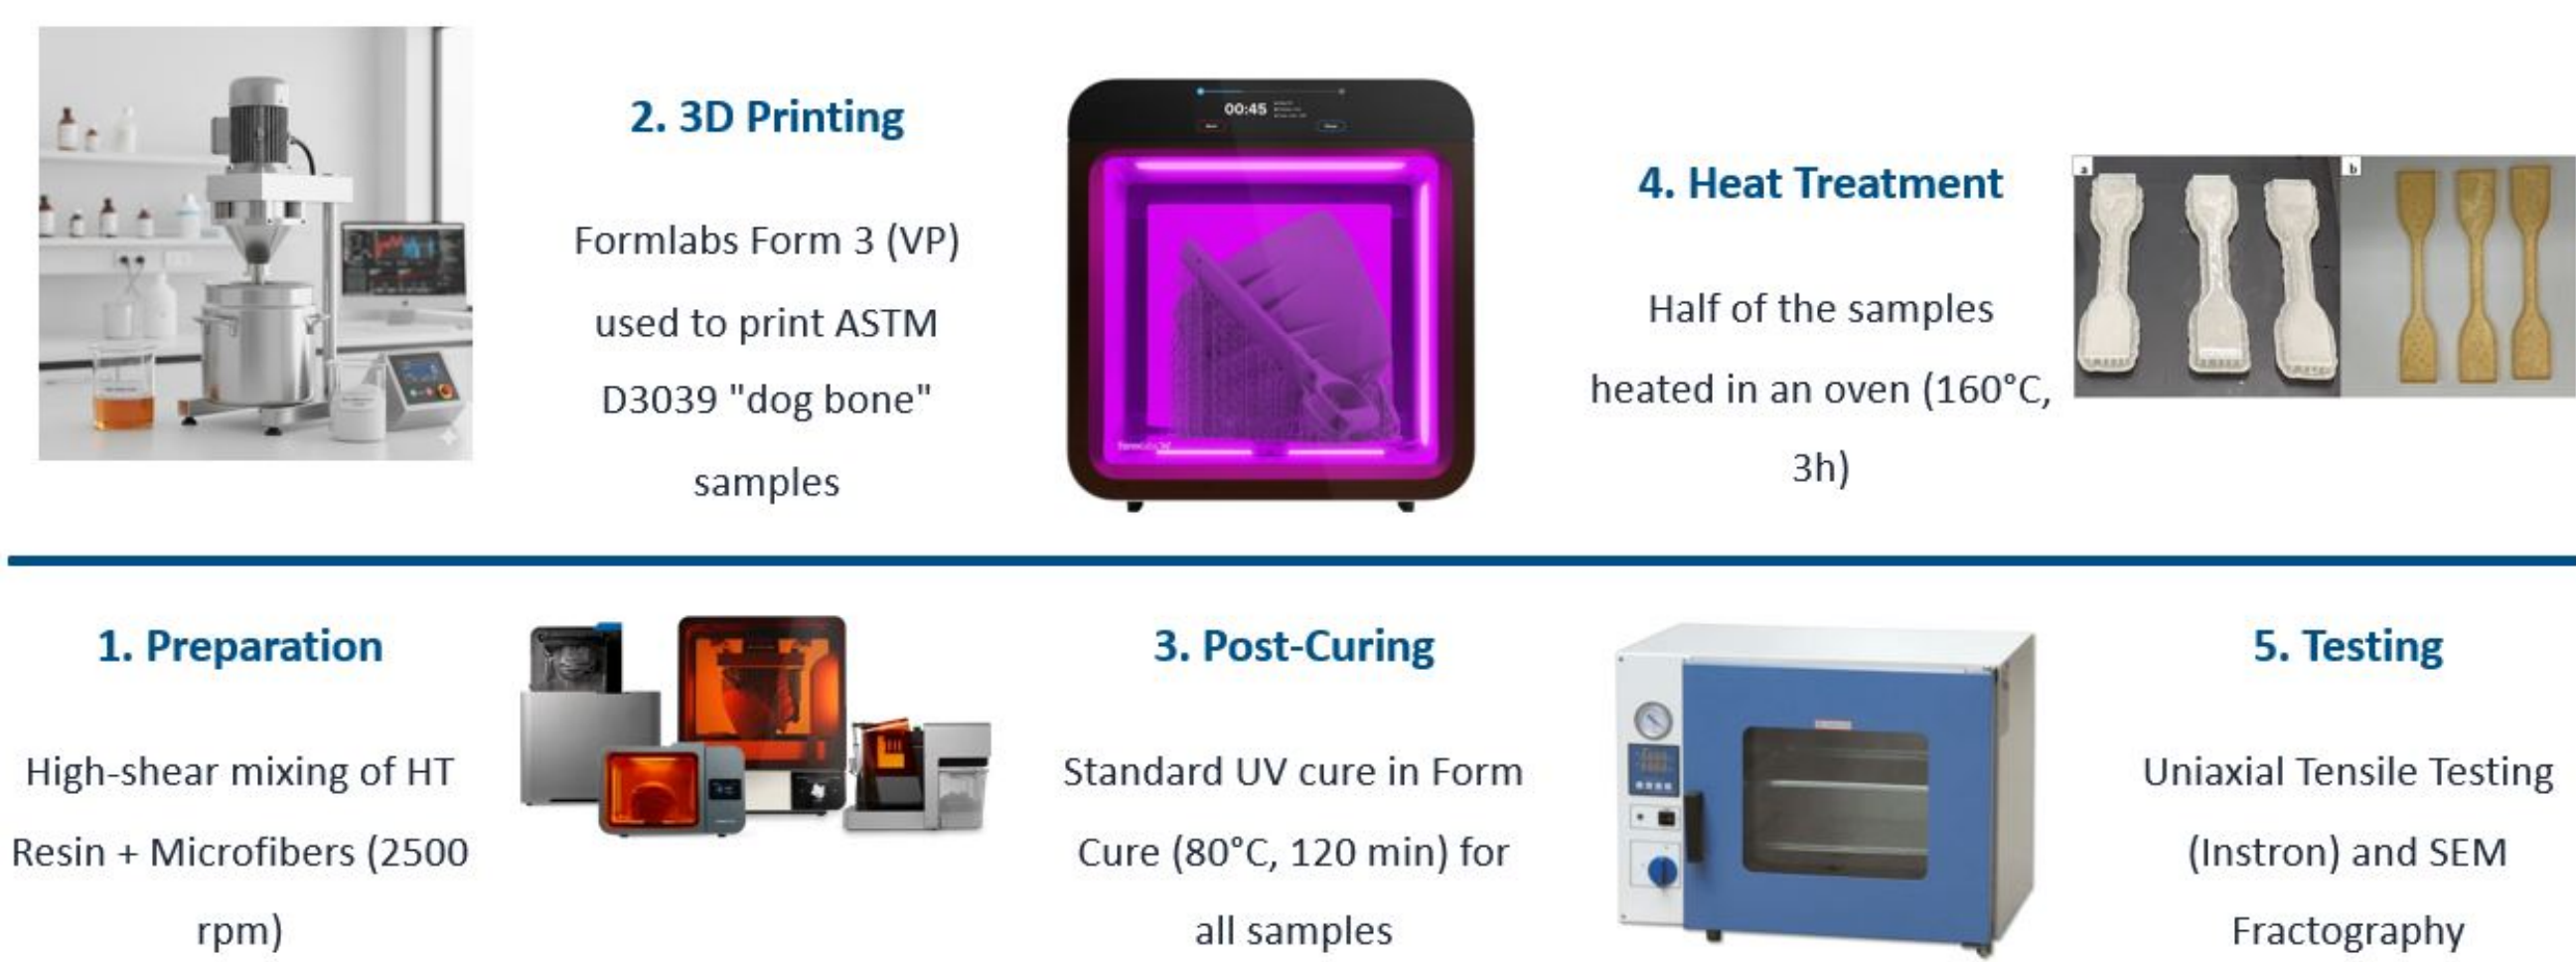 2. 3D Printing
Formlabs Form 3 (VP)
used to print ASTM
D3039 "dog bone"
samples
00:45
4. Heat Treatment
Half of the samples
heated in an oven (160°C,
3h)
a
b
1. Preparation
High-shear mixing of HT
Resin + Microfibers (2500
rpm)
3. Post-Curing
Standard UV cure in Form
Cure (80°C, 120 min) for
all samples
5. Testing
Uniaxial Tensile Testing
(Instron) and SEM
Fractography